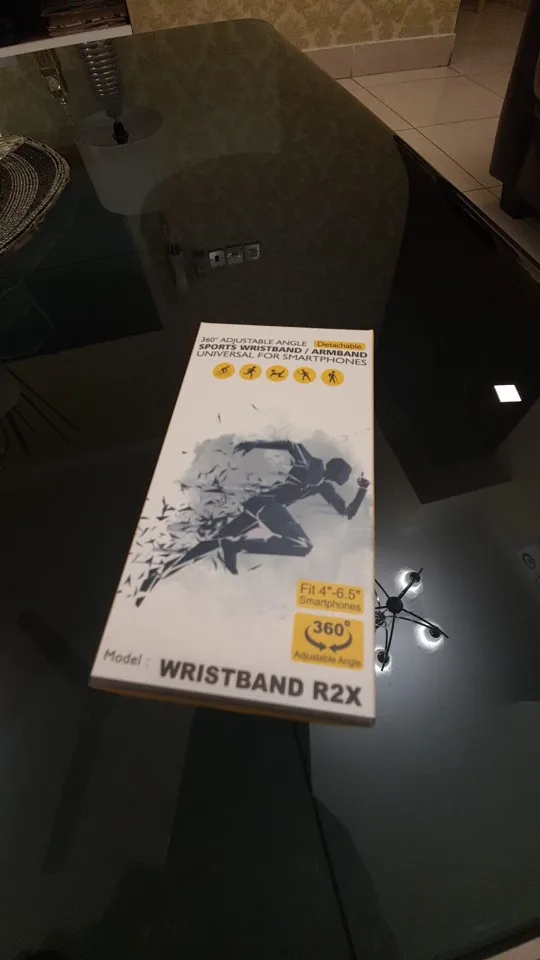 360° ADJUSTABLE ANGLE Detachable
SPORTS WRISTBAND / ARMBAND
UNIVERSAL FOR SMARTPHONES
Fit 4"-6.5"
Smartphones
360°
Adjustable Angle
Model : WRISTBAND R2X